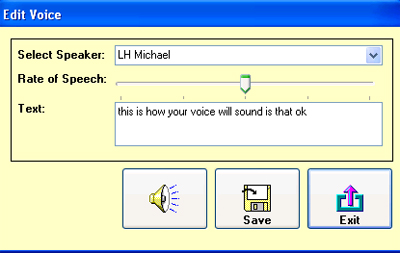 Edit Voice
Select Speaker: LH Michael
Rate of Speech:
Text: this is how your voice will sound is that ok
Save Exit